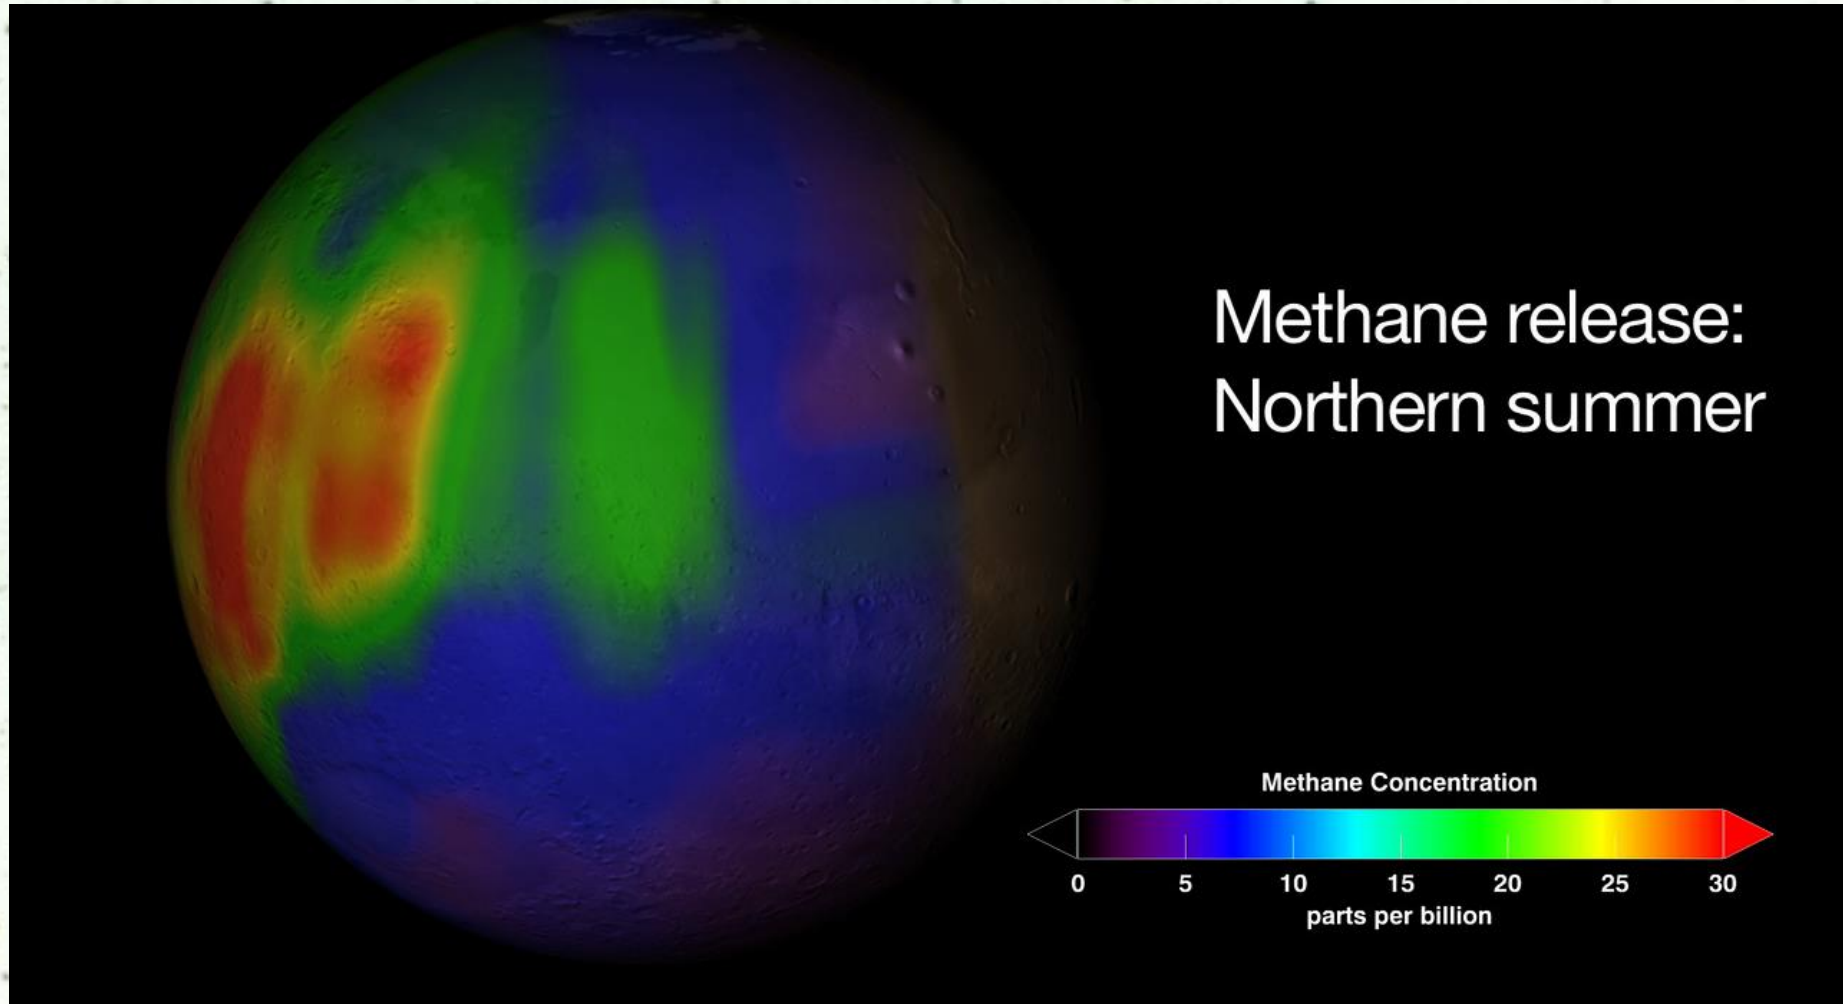 Methane release:
Northern summer
Methane Concentration
0 5 10 15 20 25 30
parts per billion